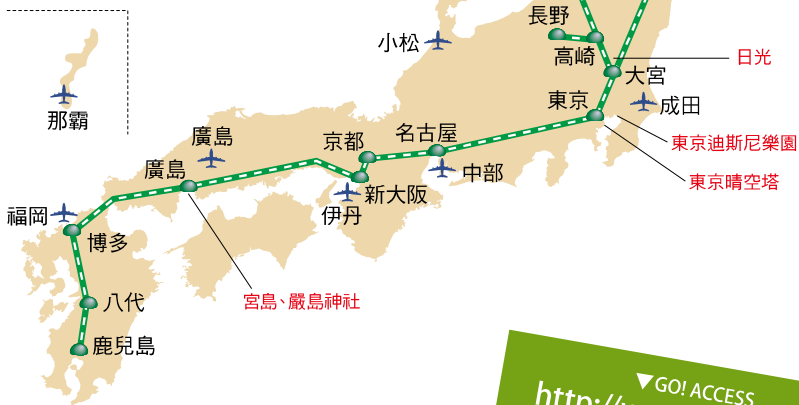 長野
小松
高崎
日光
大宮
那霸
東京
成田
廣島
京都
名古屋
東京迪斯尼樂園
廣島
中部
東京晴空塔
新大阪
福岡
伊丹
博多
宮島、嚴島神社
八代
鹿兒島
▼GO! ACCESS